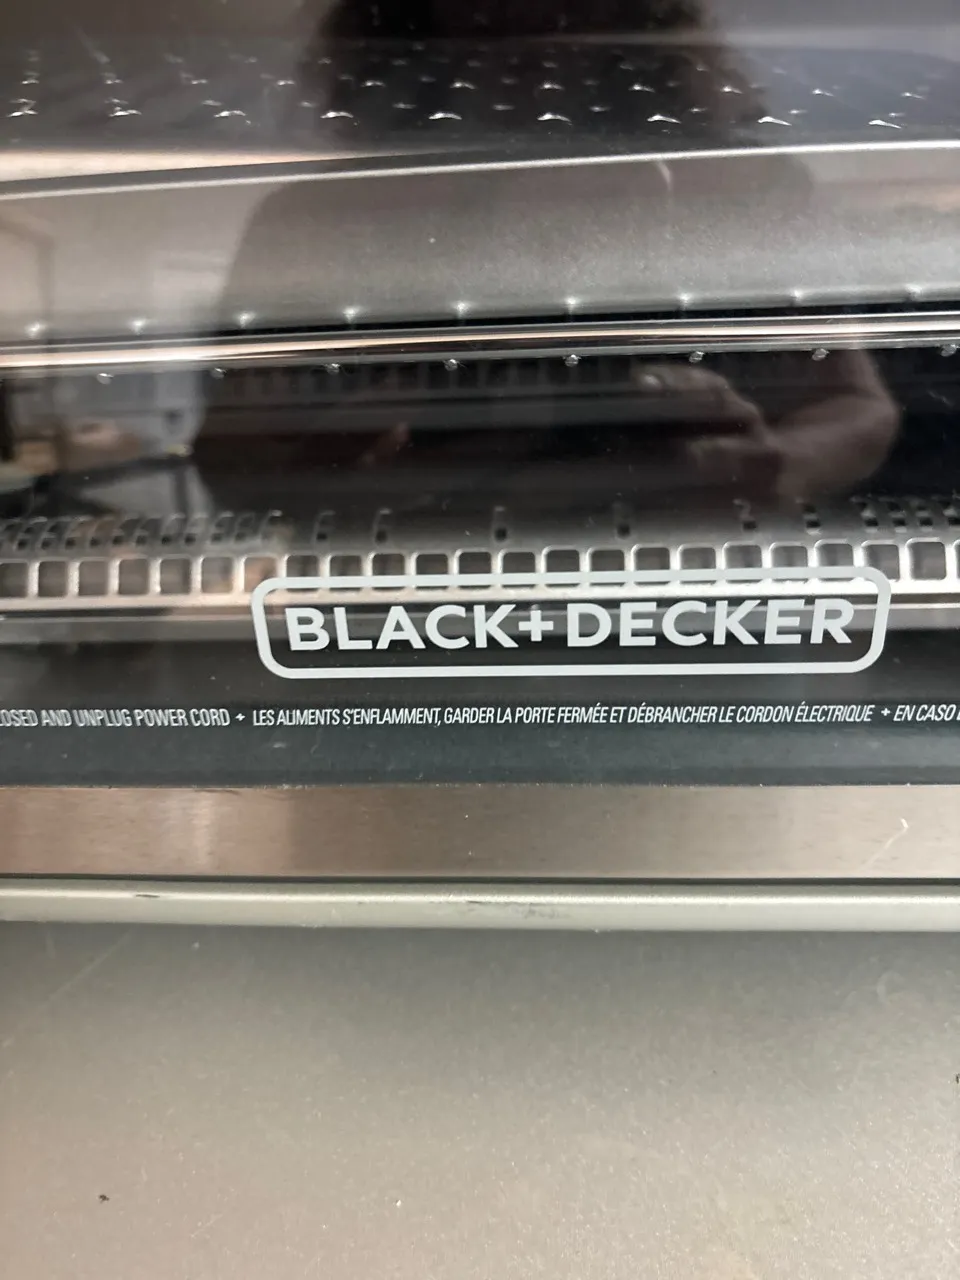 BLACK+DECKER
AND UNPLUG POWER CORD + LES ALIMENTS S'ENFLAMMENT, GARDER LA PORTE FERMÉE ET DÉBRANCHER LE CORDON ÉLECTRIQUE + EN CASO